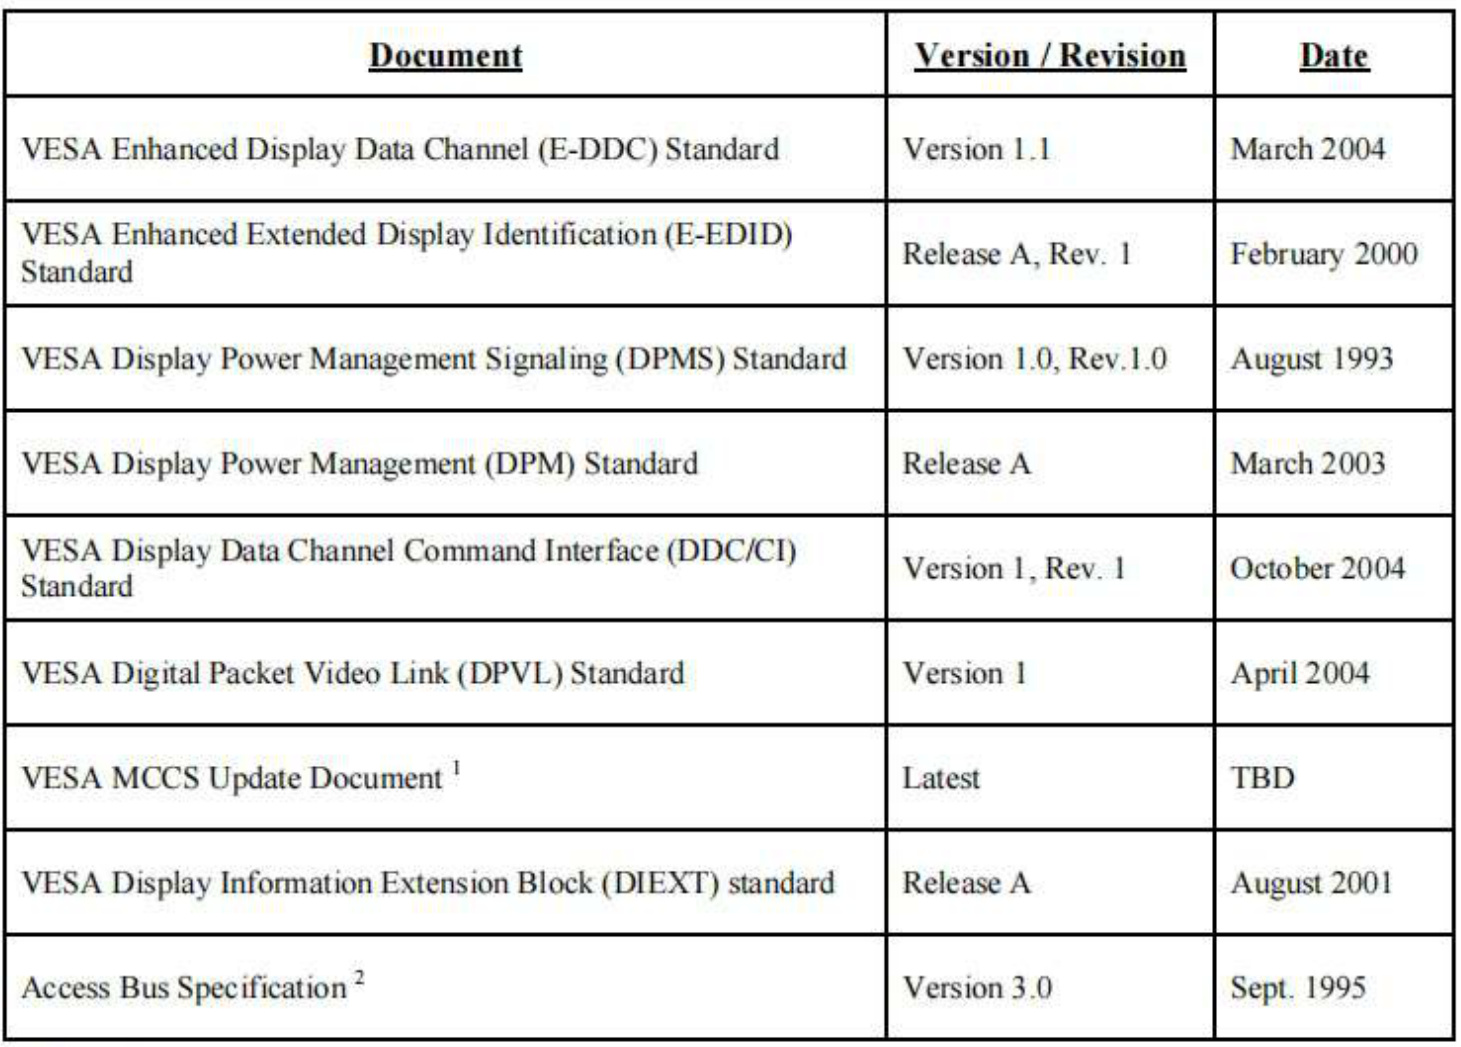 Document Version / Revision Date
VESA Enhanced Display Data Channel (E-DDC) Standard Version 1.1 March 2004
VESA Enhanced Extended Display Identification (E-EDID)
Standard Release A, Rev. 1 February 2000
VESA Display Power Management Signaling (DPMS) Standard Version 1.0, Rev.1.0 August 1993
VESA Display Power Management (DPM) Standard Release A March 2003
VESA Display Data Channel Command Interface (DDC/CI)
Standard Version 1, Rev. 1 October 2004
VESA Digital Packet Video Link (DPVL) Standard Version 1 April 2004
VESA MCCS Update Document 1 Latest TBD
VESA Display Information Extension Block (DIEXT) standard Release A August 2001
Access Bus Specification 2 Version 3.0 Sept. 1995